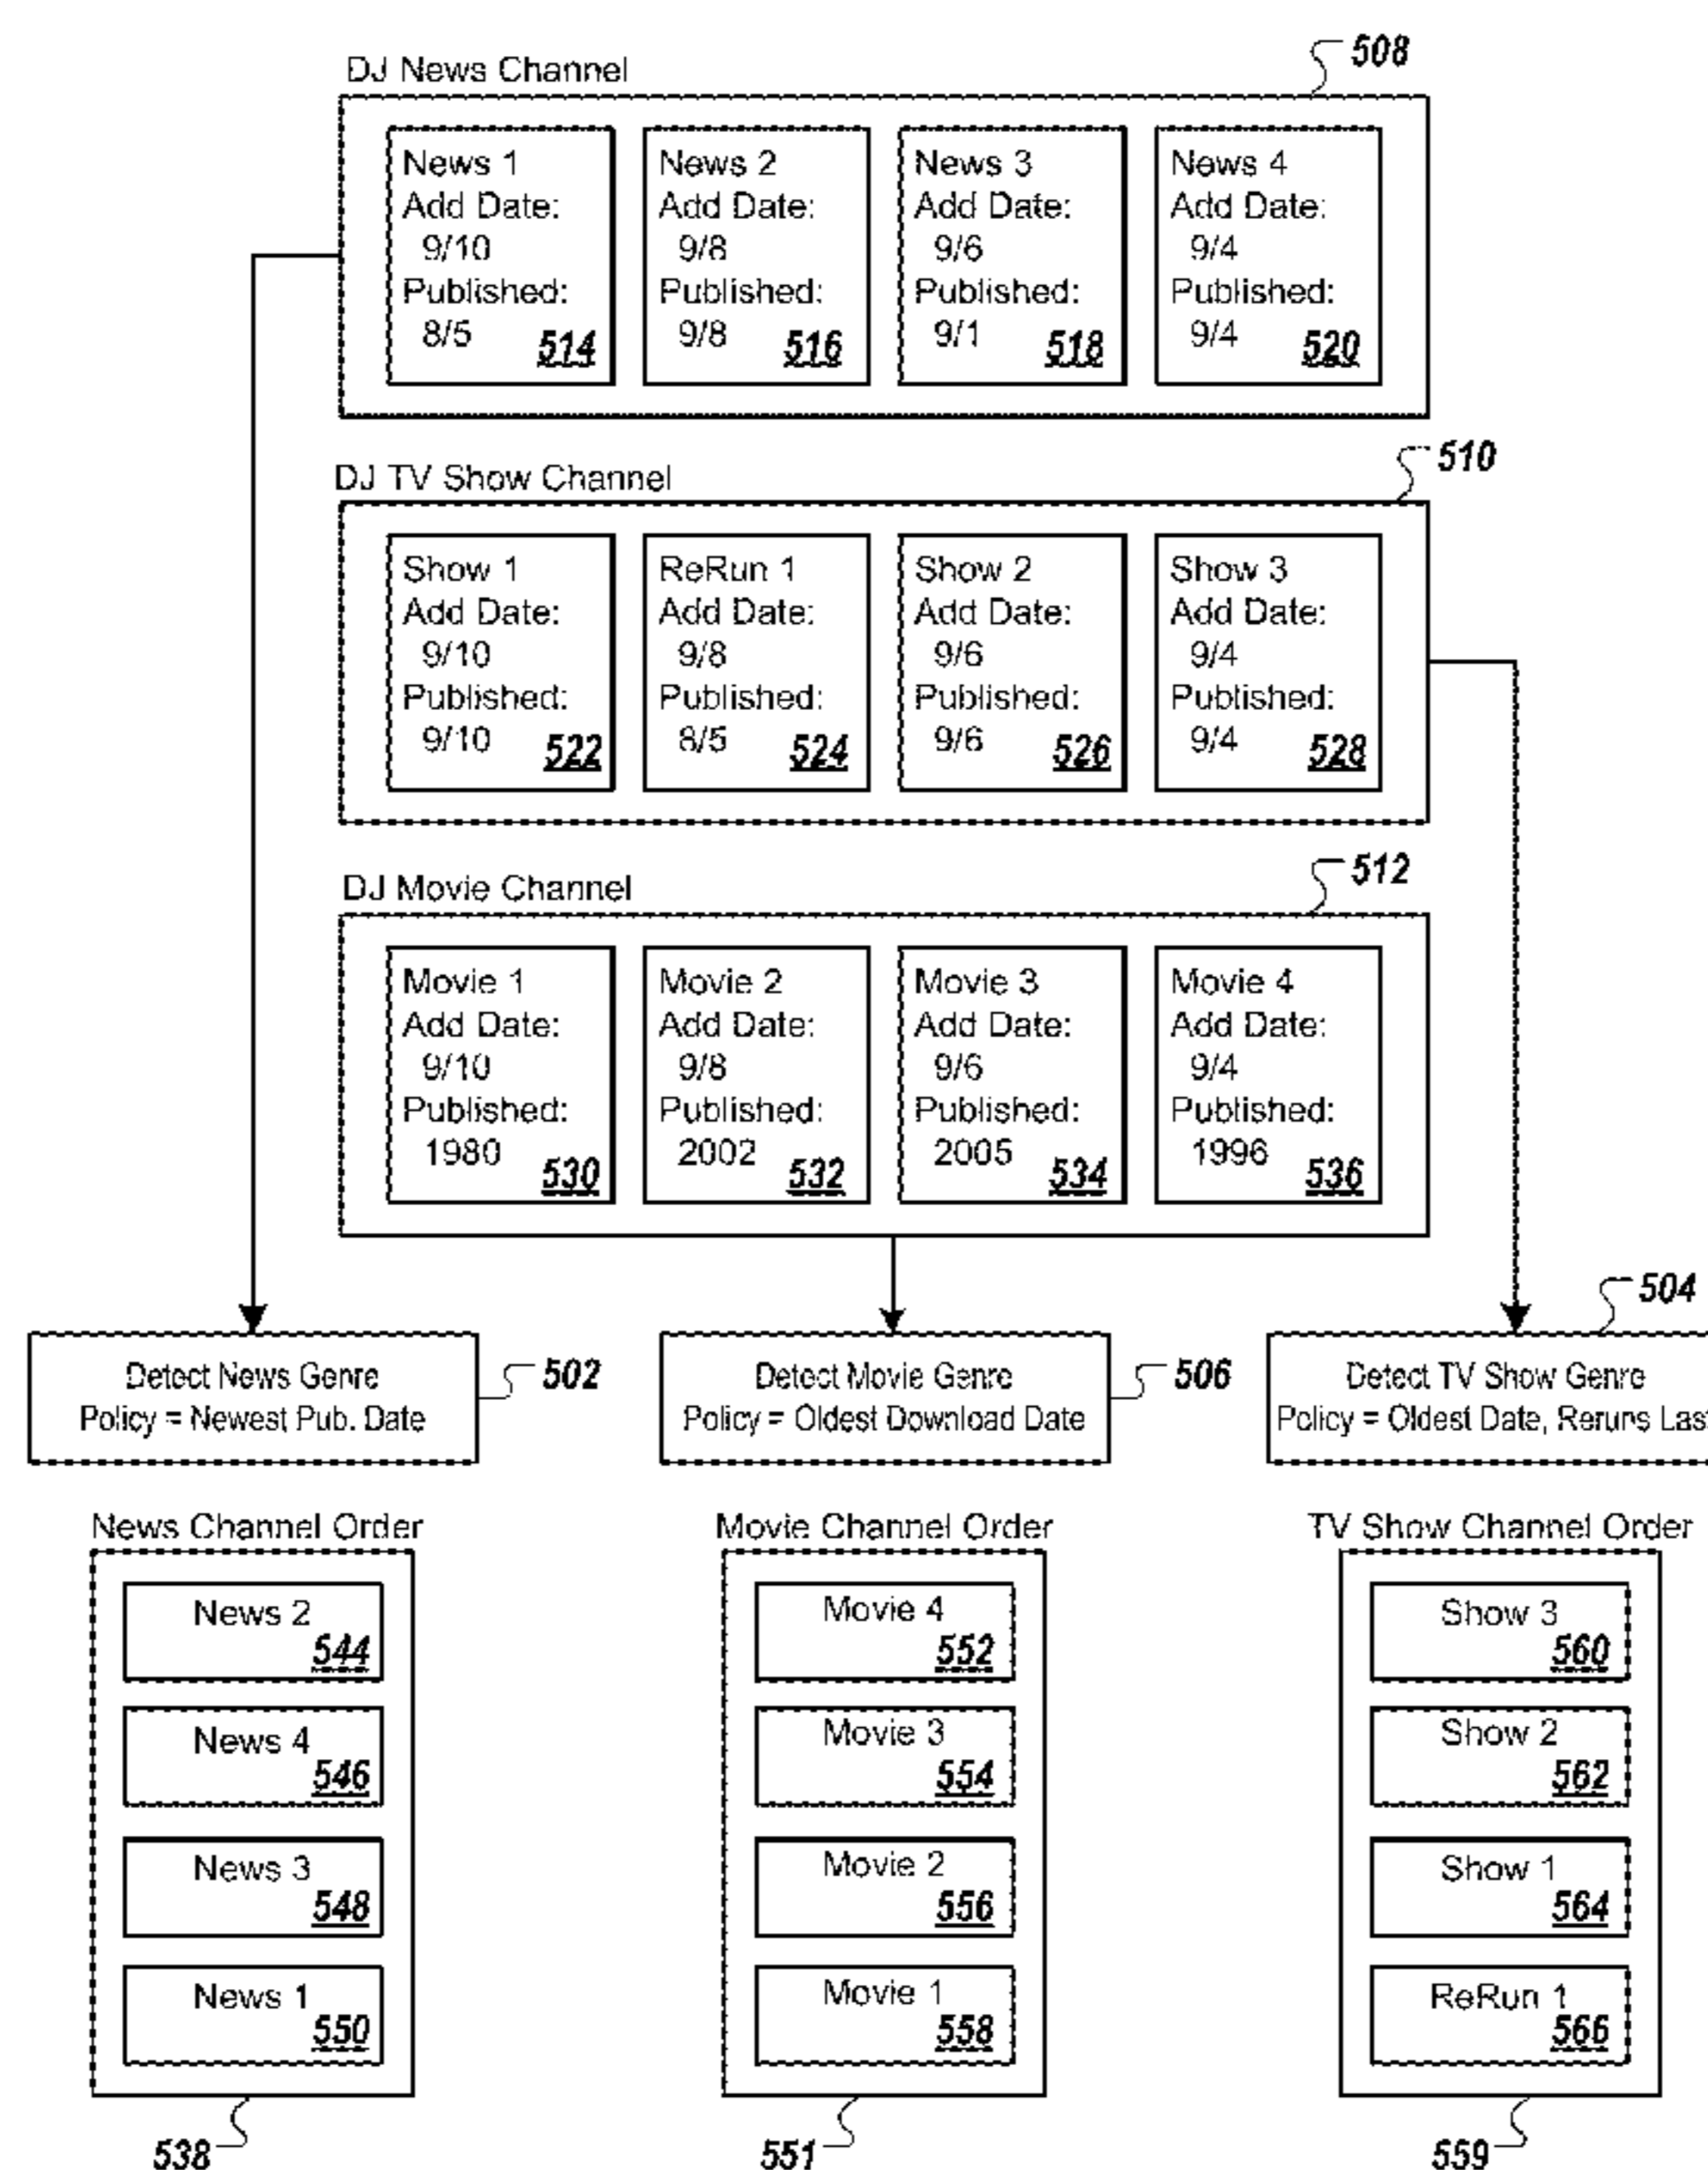 508
DJ News Channel
News 1
Add Date:
9/10
Published:
8/5
514
News 2
Add Date:
9/8
Published:
9/8
516
News 3
Add Date:
9/6
Published:
9/1
518
News 4
Add Date:
9/4
Published:
9/4
520
510
DJ TV Show Channel
Show 1
Add Date:
9/10
Published:
9/10
522
ReRun 1
Add Date:
9/8
Published:
8/5
524
Show 2
Add Date:
9/6
Published:
9/6
526
Show 3
Add Date:
9/4
Published:
9/4
528
512
DJ Movie Channel
Movie 1
Add Date:
9/10
Published:
1980
530
Movie 2
Add Date:
9/8
Published:
2002
532
Movie 3
Add Date:
9/6
Published:
2005
534
Movie 4
Add Date:
9/4
Published:
1996
536
Detect News Genre
Policy = Newest Pub. Date
502
Detect Movie Genre
Policy = Oldest Download Date
506
504
Detect TV Show Genre
Policy = Oldest Date, Reruns Last
News Channel Order
News 2
544
News 4
546
News 3
548
News 1
550
538
Movie Channel Order
Movie 4
552
Movie 3
554
Movie 2
556
Movie 1
558
551
TV Show Channel Order
Show 3
560
Show 2
562
Show 1
564
ReRun 1
566
559